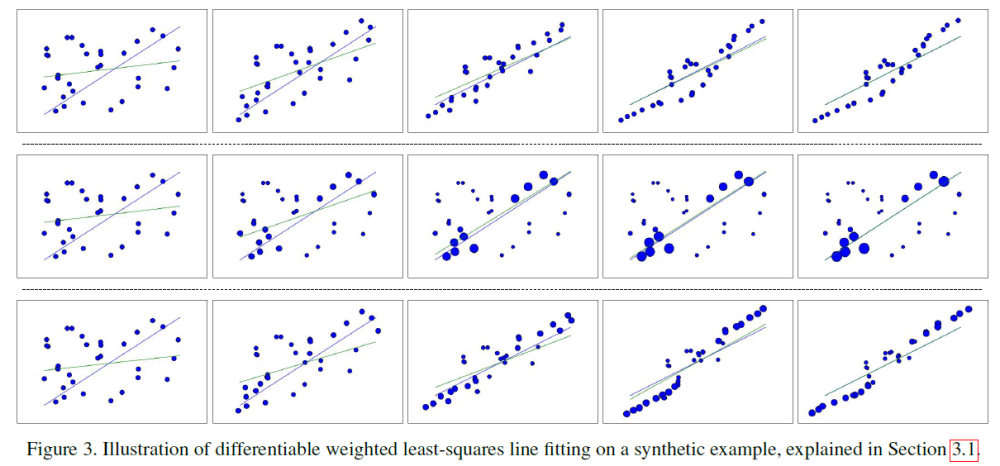 Figure 3. Illustration of differentiable weighted least-squares line fitting on a synthetic example, explained in Section 3.1.